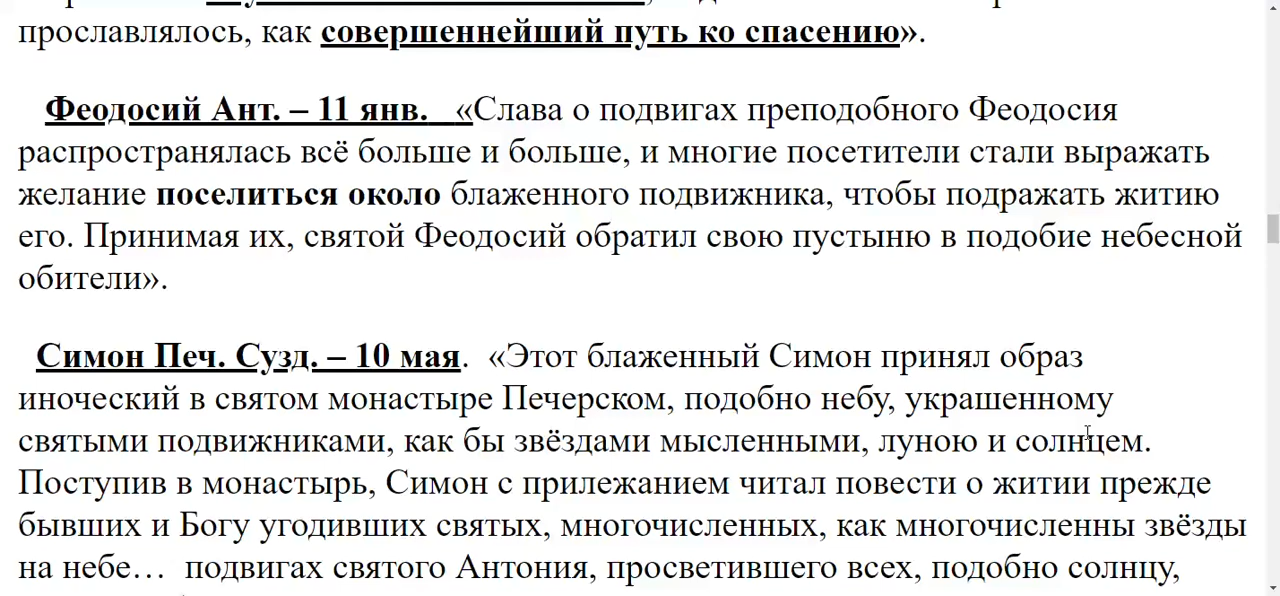 прославлялось, как совершеннейший путь ко спасению».
Феодосий Ант. – 11 янв. «Слава о подвигах преподобного Феодосия
распространялась всё больше и больше, и многие посетители стали выражать
желание поселиться около блаженного подвижника, чтобы подражать житию
его. Принимая их, святой Феодосий обратил свою пустыню в подобие небесной
обители».
Симон Печ. Сузд. – 10 мая. «Этот блаженный Симон принял образ
иноческий в святом монастыре Печерском, подобно небу, украшенному
святыми подвижниками, как бы звёздами мысленными, луною и солнцем.
Поступив в монастырь, Симон с прилежанием читал повести о житии прежде
бывших и Богу угодивших святых, многочисленных, как многочисленны звёзды
на небе… подвигах святого Антония, просветившего всех, подобно солнцу,